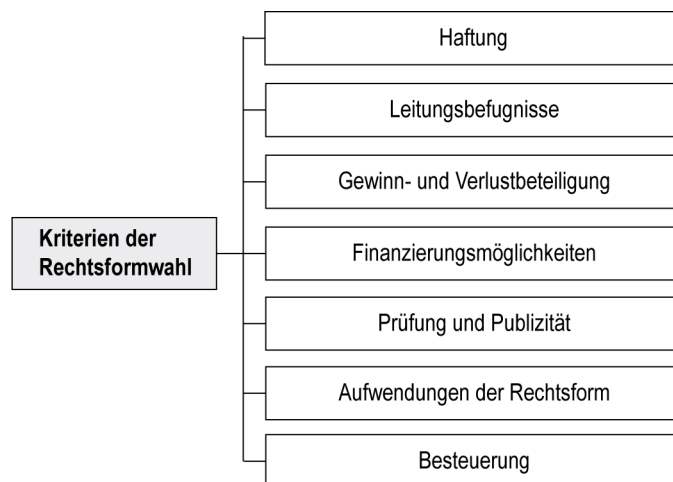 Kriterien der
Rechtsformwahl
Haftung
Leitungsbefugnisse
Gewinn- und Verlustbeteiligung
Finanzierungsmöglichkeiten
Prüfung und Publizität
Aufwendungen der Rechtsform
Besteuerung